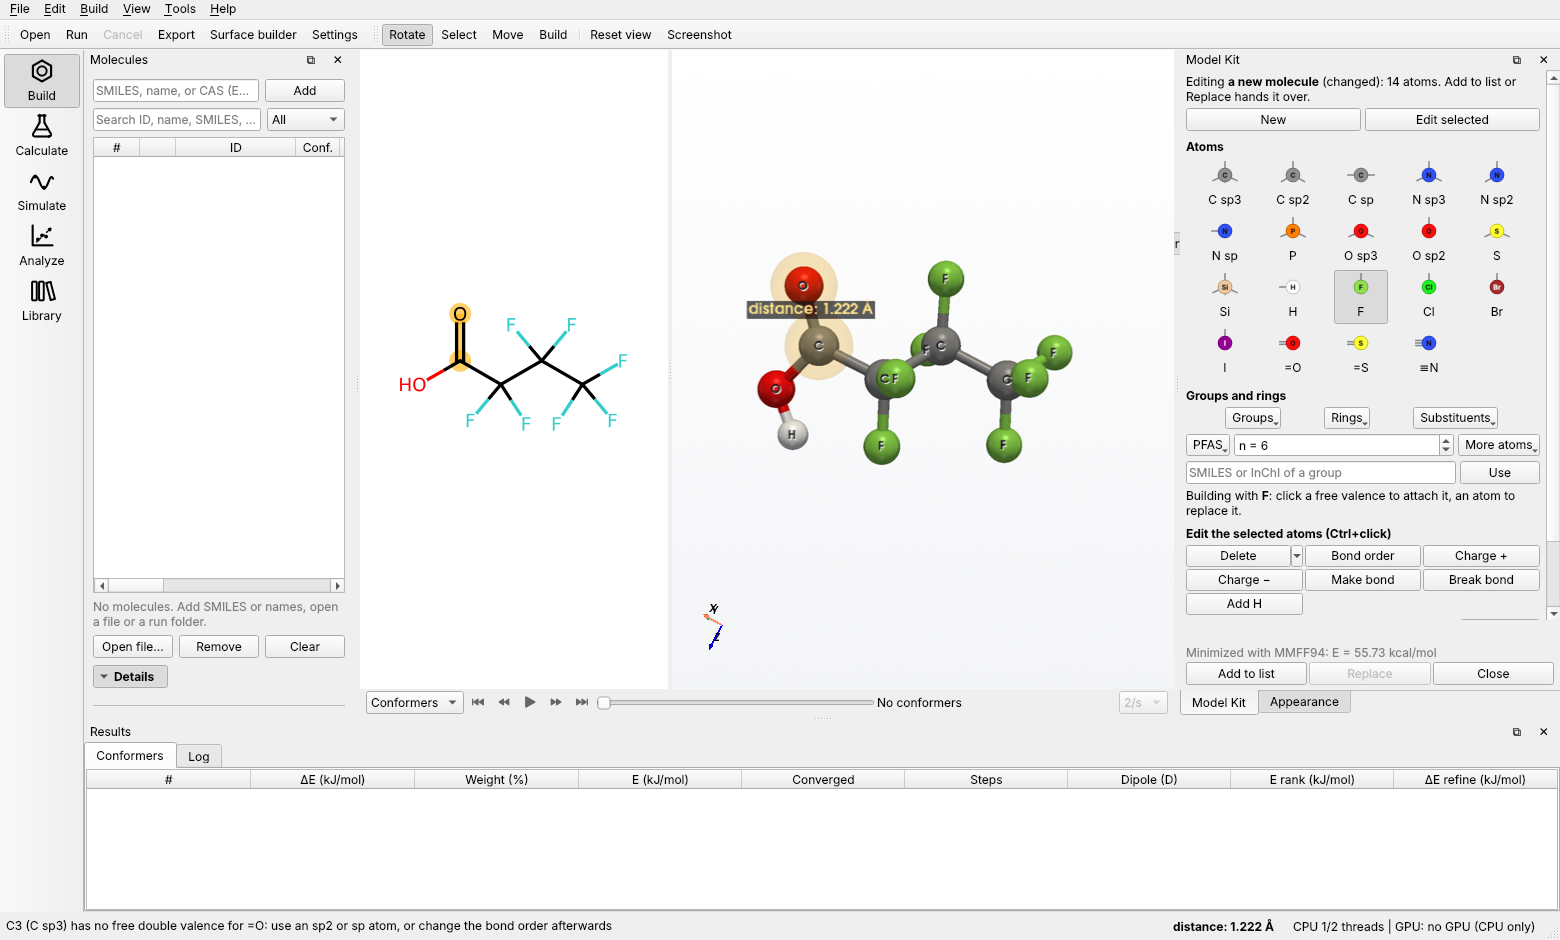 File Edit Build View Tools Help
Open Run Cancel Export Surface builder Settings Rotate Select Move Build Reset view Screenshot
Build
Calculate
Simulate
Analyze
Library
Molecules
SMILES, name, or CAS (E...
Add
Search ID, name, SMILES, ...
All
# ID Conf.
No molecules. Add SMILES or names, open
a file or a run folder.
Open file...
Remove
Clear
Details
O
HO
F
F
F
F
F
F
F
O
distance: 1.222 Å
C
O
H
C
F
F
F
C
F
C
F
F
F
X
Y
Z
Conformers
No conformers
2/s
r
Model Kit
Editing a new molecule (changed): 14 atoms. Add to list or
Replace hands it over.
New
Edit selected
Atoms
C C C N N
C sp3 C sp2 C sp N sp3 N sp2
N P O O S
N sp P O sp3 O sp2 S
Si H F Cl Br
Si H F Cl Br
I O S N
I =O =S ≡N
Groups and rings
Groups
Rings
Substituents
PFAS
n = 6
More atoms
SMILES or InChI of a group
Use
Building with F: click a free valence to attach it, an atom to
replace it.
Edit the selected atoms (Ctrl+click)
Delete
Bond order
Charge +
Charge −
Make bond
Break bond
Add H
Minimized with MMFF94: E = 55.73 kcal/mol
Add to list
Replace
Close
Model Kit
Appearance
Results
Conformers
Log
# ΔE (kJ/mol) Weight (%) E (kJ/mol) Converged Steps Dipole (D) E rank (kJ/mol) ΔE refine (kJ/mol)
C3 (C sp3) has no free double valence for =O: use an sp2 or sp atom, or change the bond order afterwards
distance: 1.222 Å CPU 1/2 threads | GPU: no GPU (CPU only)